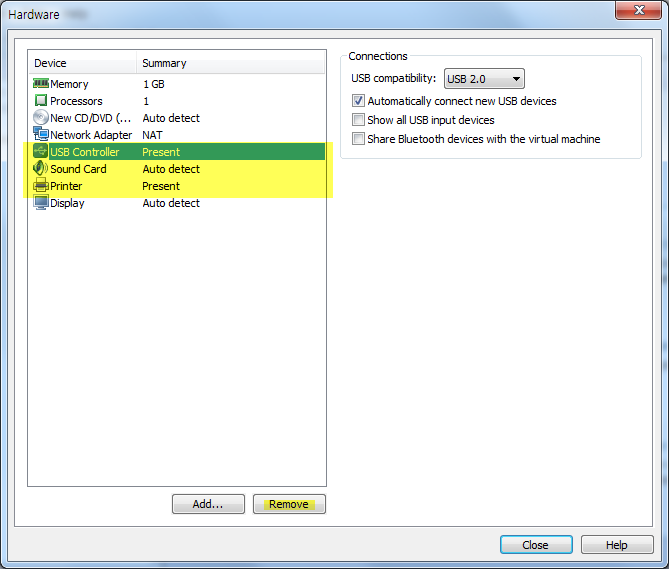 Hardware
Device Summary
Memory 1 GB
Processors 1
New CD/DVD (... Auto detect
Network Adapter NAT
USB Controller Present
Sound Card Auto detect
Printer Present
Display Auto detect
Add... Remove
Connections
USB compatibility: USB 2.0
Automatically connect new USB devices
Show all USB input devices
Share Bluetooth devices with the virtual machine
Close Help